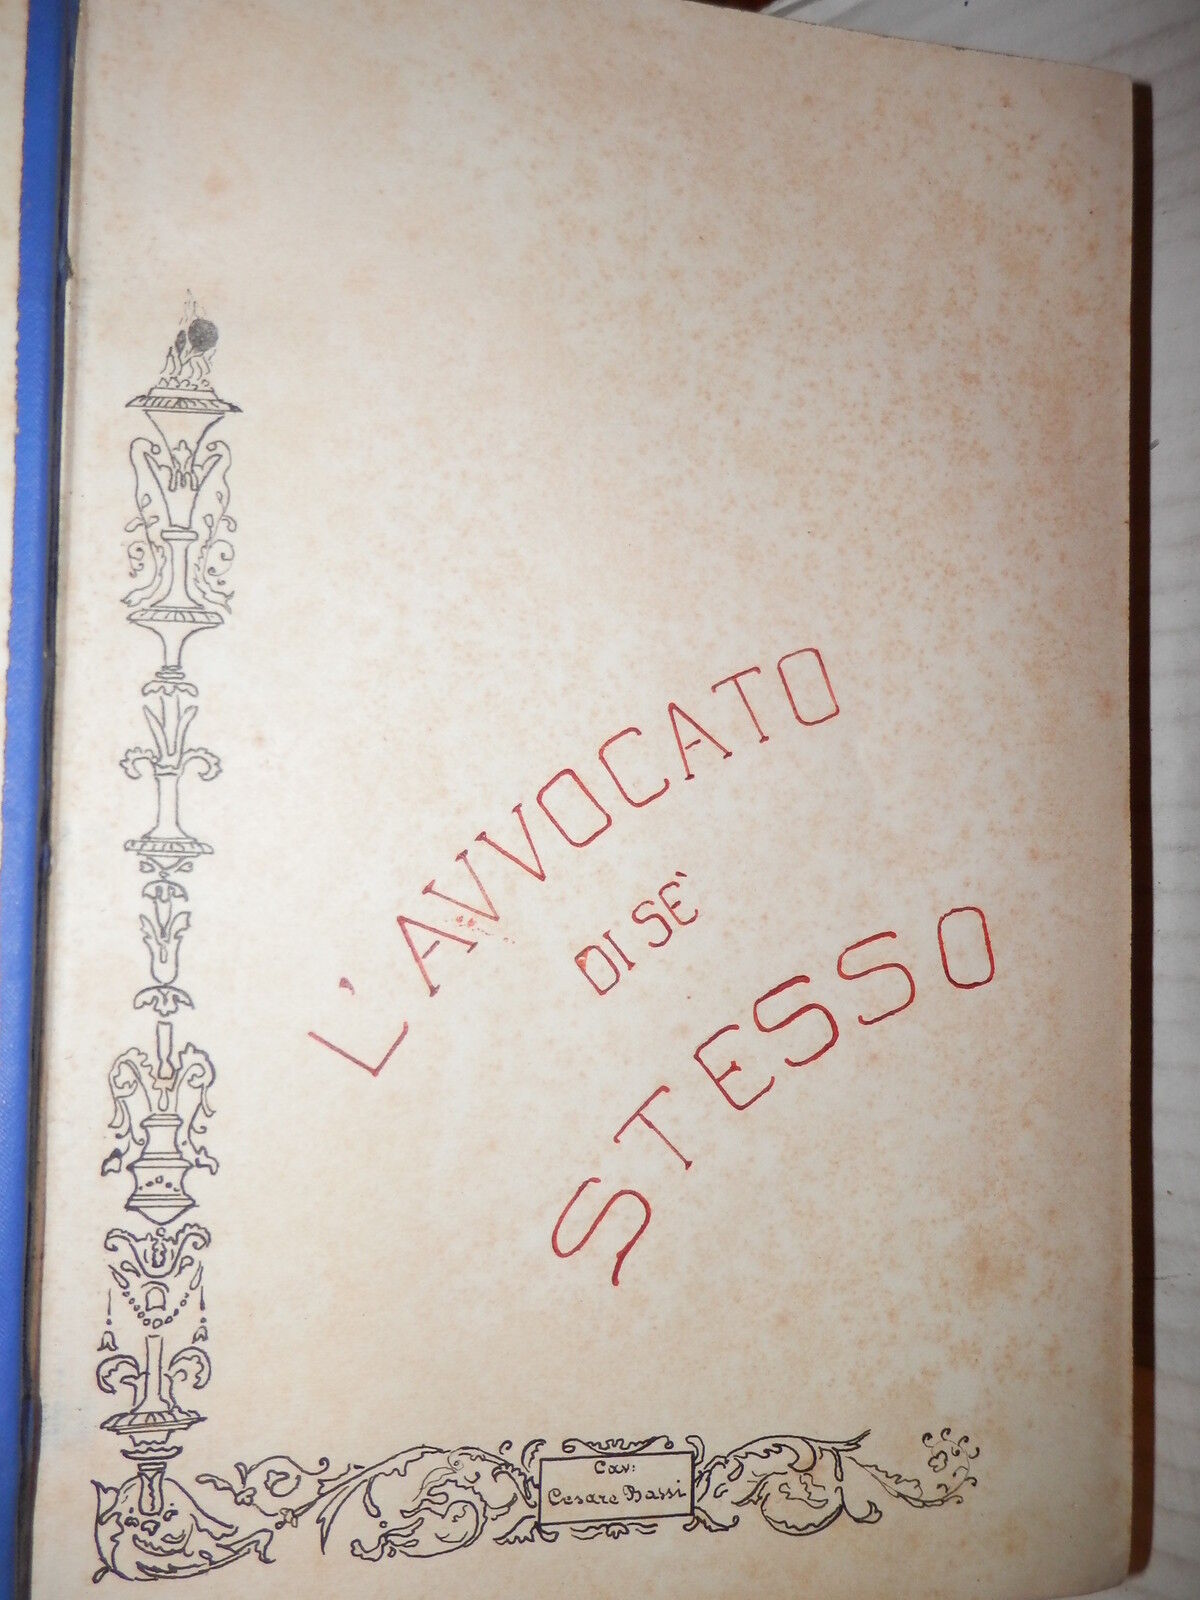 L'AVVOCATO
DI SE'
STESSO
Cav:
Cesare Bassi